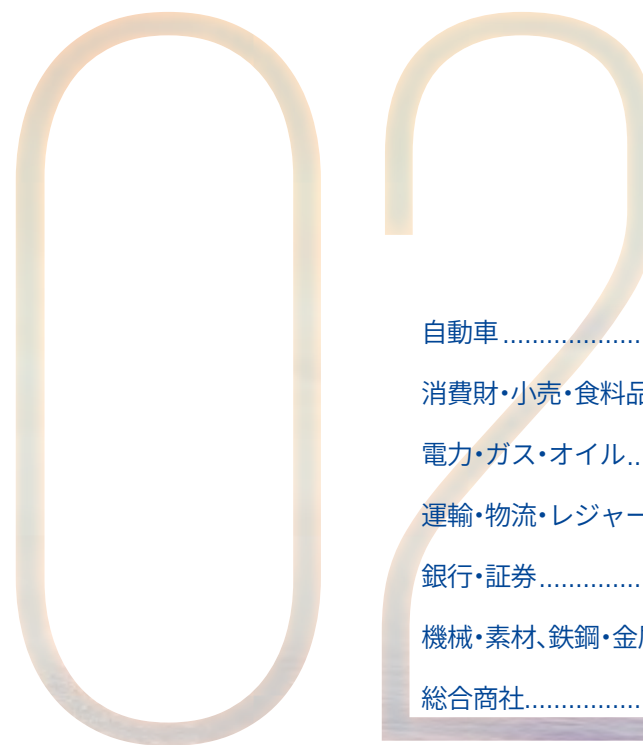 02
自動車...................
消費財・小売・食料品
電力・ガス・オイル..
運輸・物流・レジャー
銀行・証券..............
機械・素材、鉄鋼・金
総合商社................